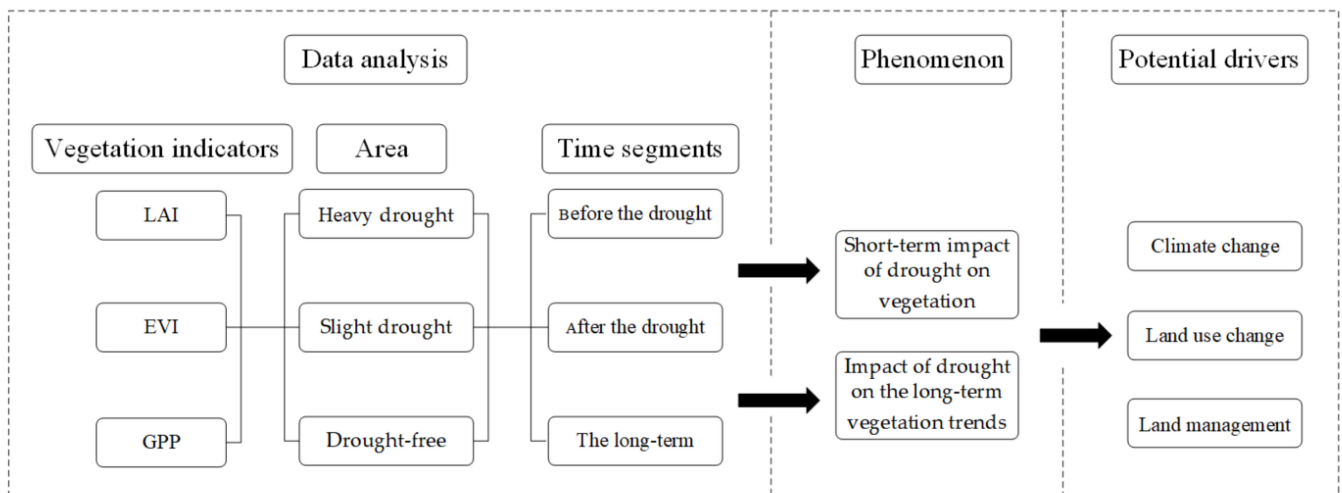 Data analysis
Phenomenon
Potential drivers
Vegetation indicators
Area
Time segments
LAI
Heavy drought
Before the drought
EVI
Slight drought
After the drought
GPP
Drought-free
The long-term
Short-term impact
of drought on
vegetation
Impact of drought
on the long-term
vegetation trends
Climate change
Land use change
Land management